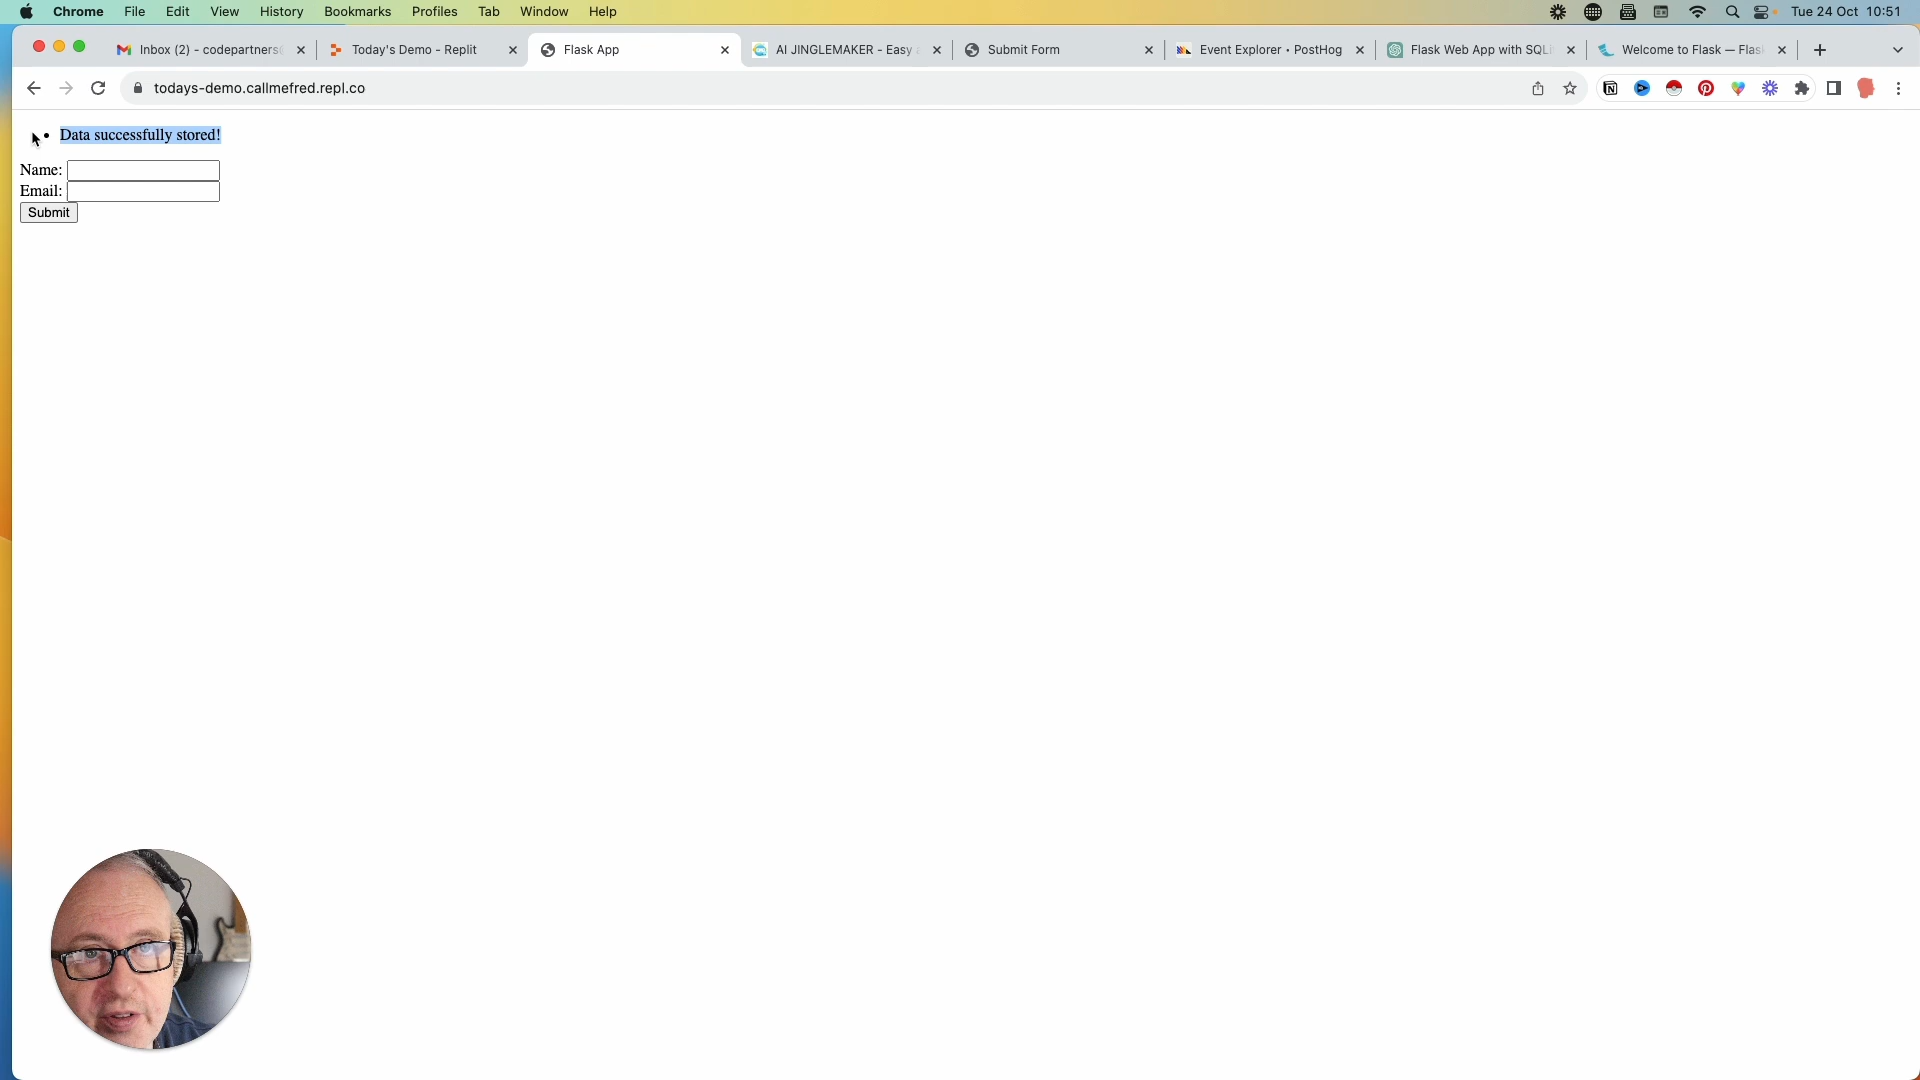 Chrome File Edit View History Bookmarks Profiles Tab Window Help Tue 24 Oct 10:51
Inbox (2) - codepartners Today's Demo - Replit Flask App AI JINGLEMAKER - Easy Submit Form Event Explorer • PostHog Flask Web App with SQLi Welcome to Flask — Flas
todays-demo.callmefred.repl.co
• Data successfully stored!
Name:
Email:
Submit